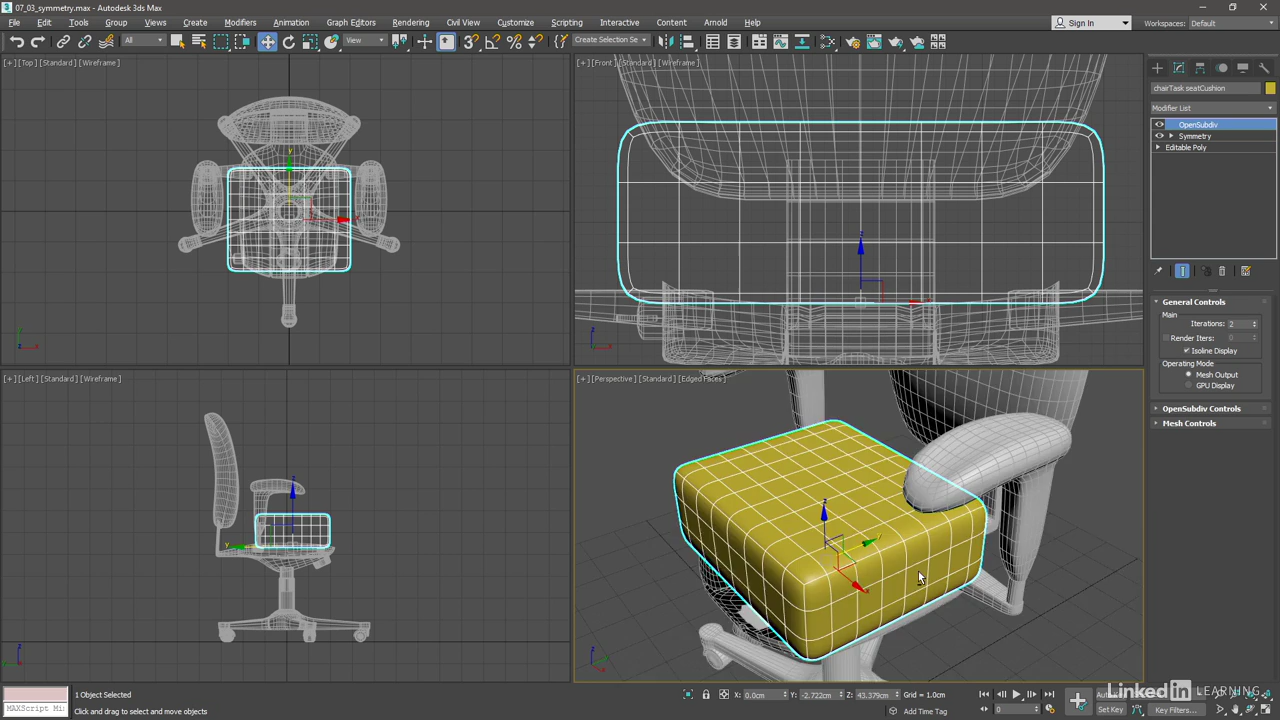 07_03_symmetry.max - Autodesk 3ds Max
File Edit Tools Group Views Create Modifiers Animation Graph Editors Rendering Civil View Customize Scripting Interactive Content Arnold Help
Sign In
Workspaces: Default
All
View
Create Selection Se
[+] [Top] [Standard] [Wireframe]
[+] [Front] [Standard] [Wireframe]
[+] [Left] [Standard] [Wireframe]
[+] [Perspective] [Standard] [Edged Faces]
chairTask seatCushion
Modifier List
OpenSubdiv
Symmetry
Editable Poly
General Controls
Main
Iterations: 2
Render Iters: 0
Isoline Display
Operating Mode
Mesh Output
GPU Display
OpenSubdiv Controls
Mesh Controls
1 Object Selected
X: 0.0cm Y: -2.722cm Z: 43.379cm Grid = 1.0cm
MAXScript Mi
Click and drag to select and move objects
Add Time Tag
0
Set Key
Key Filters...
LinkedIn LEARNING